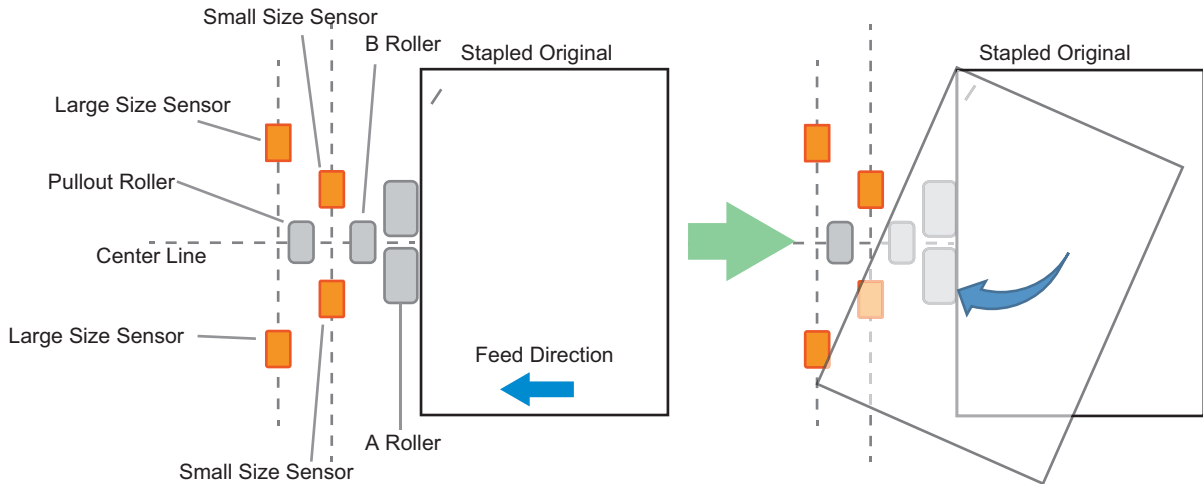 Small Size Sensor
B Roller
Stapled Original
Large Size Sensor
Pullout Roller
Center Line
Large Size Sensor
Feed Direction
A Roller
Small Size Sensor
Stapled Original